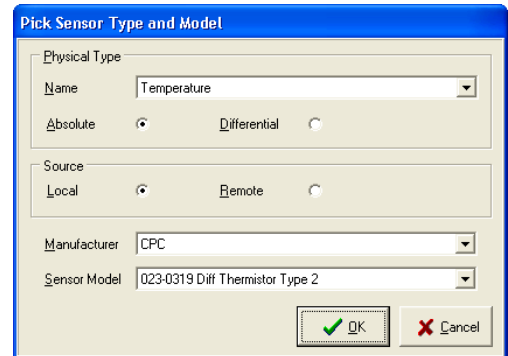 Pick Sensor Type and Model
Physical Type
Name Temperature
Absolute Differential
Source
Local Remote
Manufacturer CPC
Sensor Model 023-0319 Diff Thermistor Type 2
OK Cancel